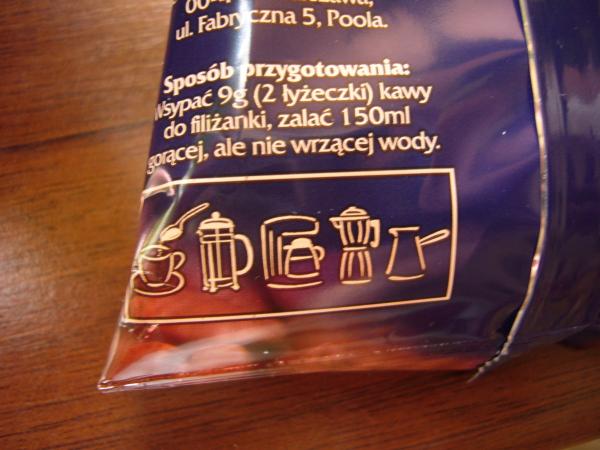 ul. Fabryczna 5, Poola.
Sposób przygotowania:
Wsypać 9g (2 łyżeczki) kawy
do filiżanki, zalać 150ml
gorącej, ale nie wrzącej wody.